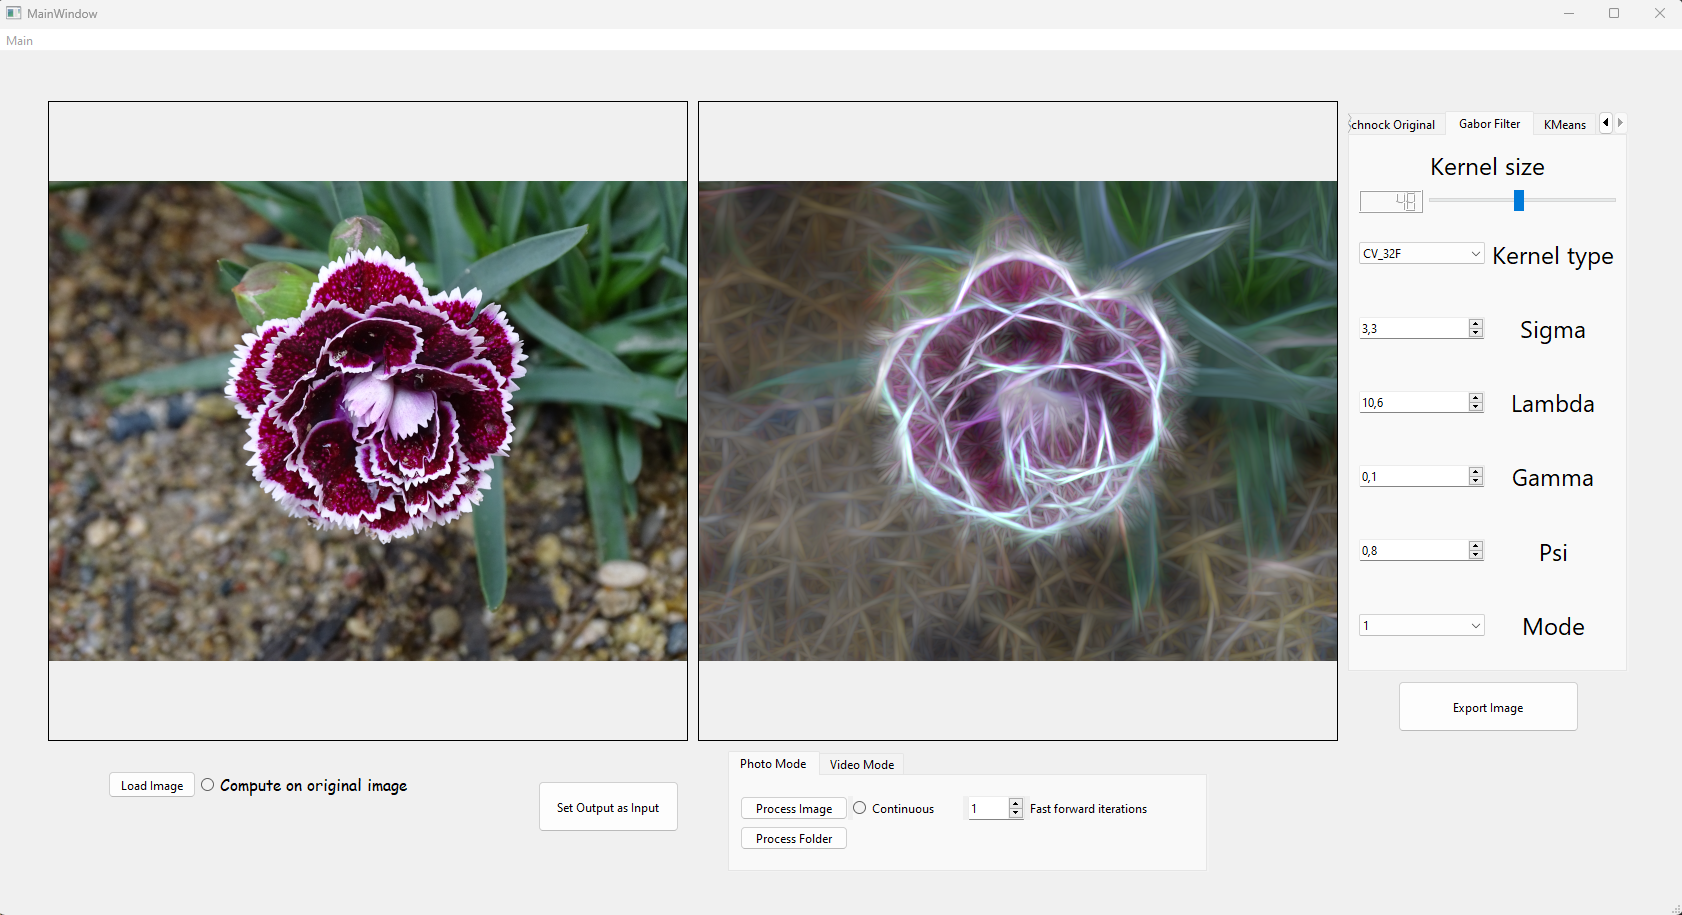 MainWindow
Main
chnock Original
Gabor Filter
KMeans
Kernel size
48
CV_32F
Kernel type
3,3
Sigma
10,6
Lambda
0,1
Gamma
0,8
Psi
1
Mode
Export Image
Load Image
Compute on original image
Set Output as Input
Photo Mode
Video Mode
Process Image
Continuous
1
Fast forward iterations
Process Folder